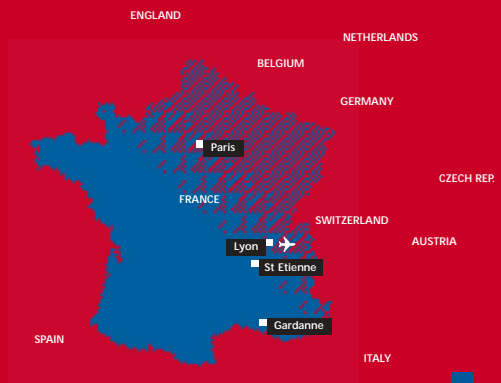 ENGLAND
NETHERLANDS
BELGIUM
GERMANY
Paris
CZECH REP.
FRANCE
SWITZERLAND
AUSTRIA
Lyon
St Etienne
Gardanne
SPAIN
ITALY